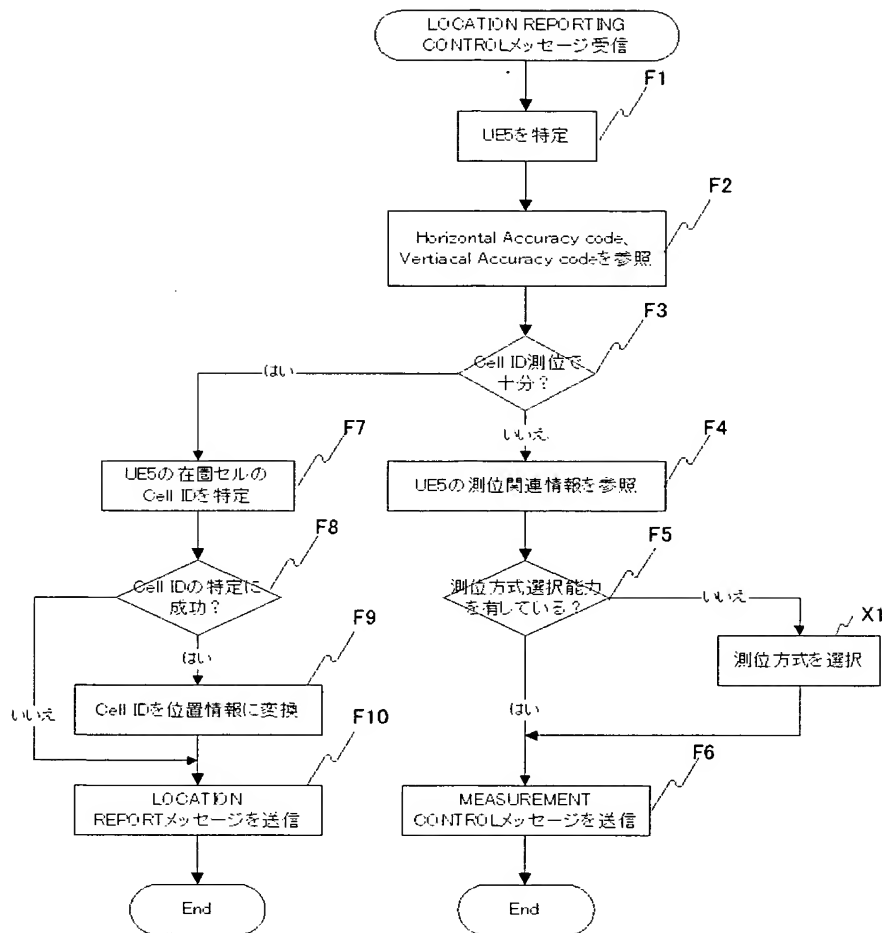 LOCATION REPORTING
CONTROLメッセージ受信
F1
UE5を特定
F2
Horizontal Accuracy code、
Vertiacal Accuracy codeを参照
F3
Cell ID測位で
十分?
はい
いいえ
F7
UE5の在圏セルの
Cell IDを特定
F4
UE5の測位関連情報を参照
F8
Cell IDの特定に
成功?
F5
測位方式選択能力
を有している?
いいえ
X1
測位方式を選択
はい
F9
Cell IDを位置情報に変換
いいえ
はい
F10
LOCATION
REPORTメッセージを送信
F6
MEASUREMENT
CONTROLメッセージを送信
End
End